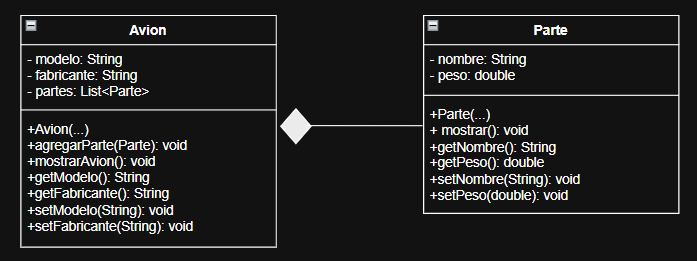 Avion
- modelo: String
- fabricante: String
- partes: List<Parte>
+Avion(...)
+agregarParte(Parte): void
+mostrarAvion(): void
+getModelo(): String
+getFabricante(): String
+setModelo(String): void
+setFabricante(String): void
Parte
- nombre: String
- peso: double
+Parte(...)
+ mostrar(): void
+getNombre(): String
+getPeso(): double
+setNombre(String): void
+setPeso(double): void